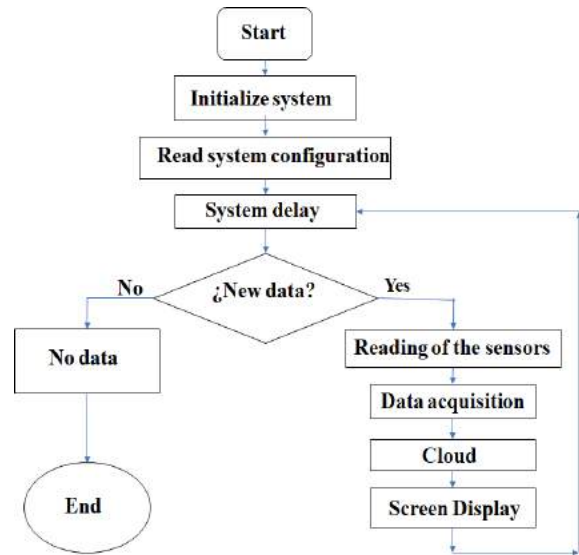 Start
Initialize system
Read system configuration
System delay
¿New data?
No
Yes
No data
End
Reading of the sensors
Data acquisition
Cloud
Screen Display